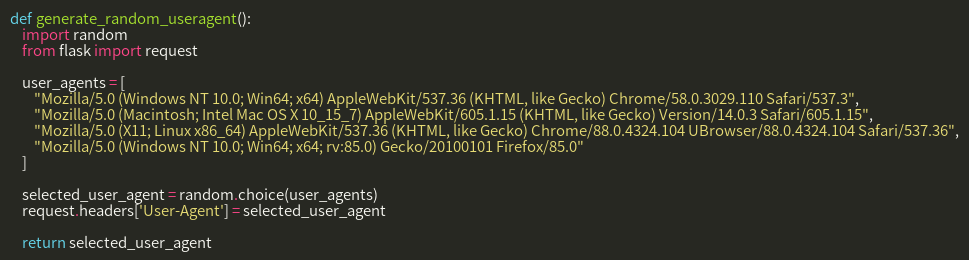 def generate_random_useragent():
    import random
    from flask import request

    user_agents = [
        "Mozilla/5.0 (Windows NT 10.0; Win64; x64) AppleWebKit/537.36 (KHTML, like Gecko) Chrome/58.0.3029.110 Safari/537.3",
        "Mozilla/5.0 (Macintosh; Intel Mac OS X 10_15_7) AppleWebKit/605.1.15 (KHTML, like Gecko) Version/14.0.3 Safari/605.1.15",
        "Mozilla/5.0 (X11; Linux x86_64) AppleWebKit/537.36 (KHTML, like Gecko) Chrome/88.0.4324.104 UBrowser/88.0.4324.104 Safari/537.36",
        "Mozilla/5.0 (Windows NT 10.0; Win64; x64; rv:85.0) Gecko/20100101 Firefox/85.0"
    ]

    selected_user_agent = random.choice(user_agents)
    request.headers['User-Agent'] = selected_user_agent

    return selected_user_agent